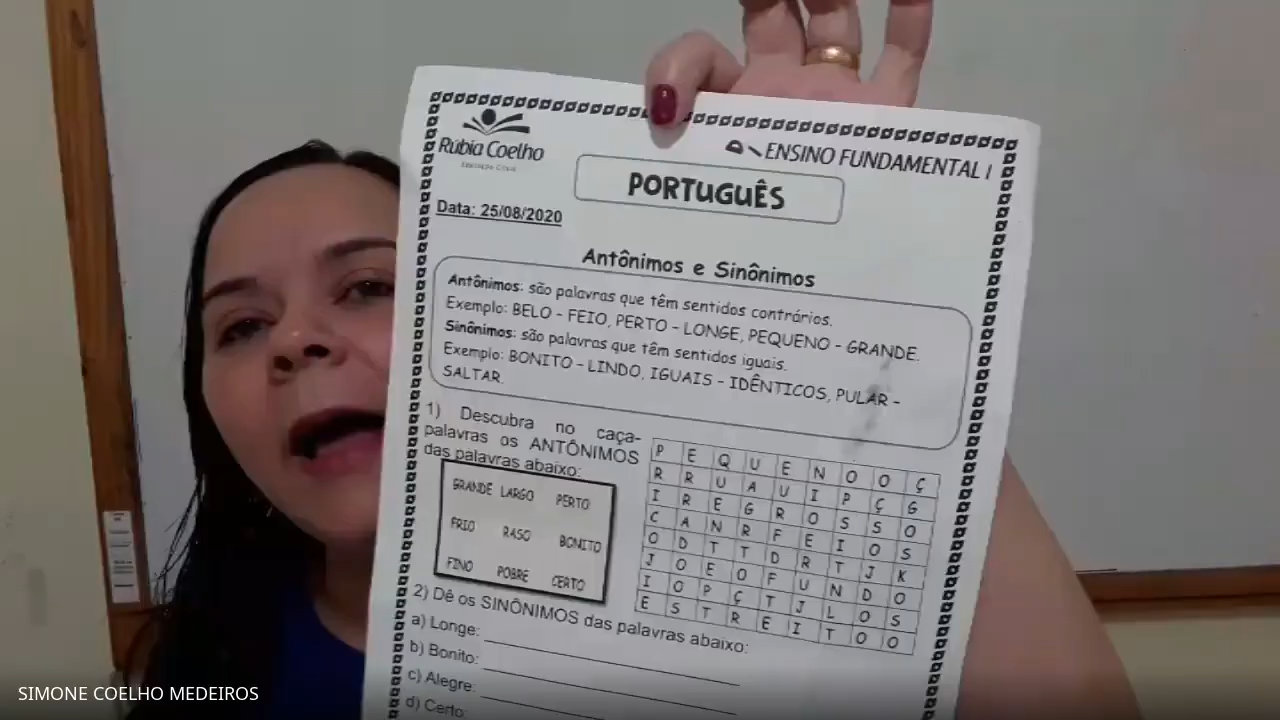 Rúbia Coelho
ENSINO FUNDAMENTAL I
PORTUGUÊS
Data: 25/08/2020
Antônimos e Sinônimos
Antônimos: são palavras que têm sentidos contrários.
Exemplo: BELO - FEIO, PERTO - LONGE, PEQUENO - GRANDE.
Sinônimos: são palavras que têm sentidos iguais.
Exemplo: BONITO - LINDO, IGUAIS - IDÊNTICOS, PULAR -
SALTAR.
1) Descubra no caça-
palavras os ANTÔNIMOS
das palavras abaixo:
GRANDE LARGO PERTO
FRIO RASO BONITO
FINO POBRE CERTO
P E Q U E N O O Ç
R R U A U I P Ç G
I R E G R O S S O
C A N R F E I O S
O D T T D R T J K
J O E O F U N D O
I O P Ç T J L O S
E S T R E I T O O
2) Dê os SINÔNIMOS das palavras abaixo:
a) Longe:
b) Bonito:
c) Alegre:
d) Certo:
SIMONE COELHO MEDEIROS